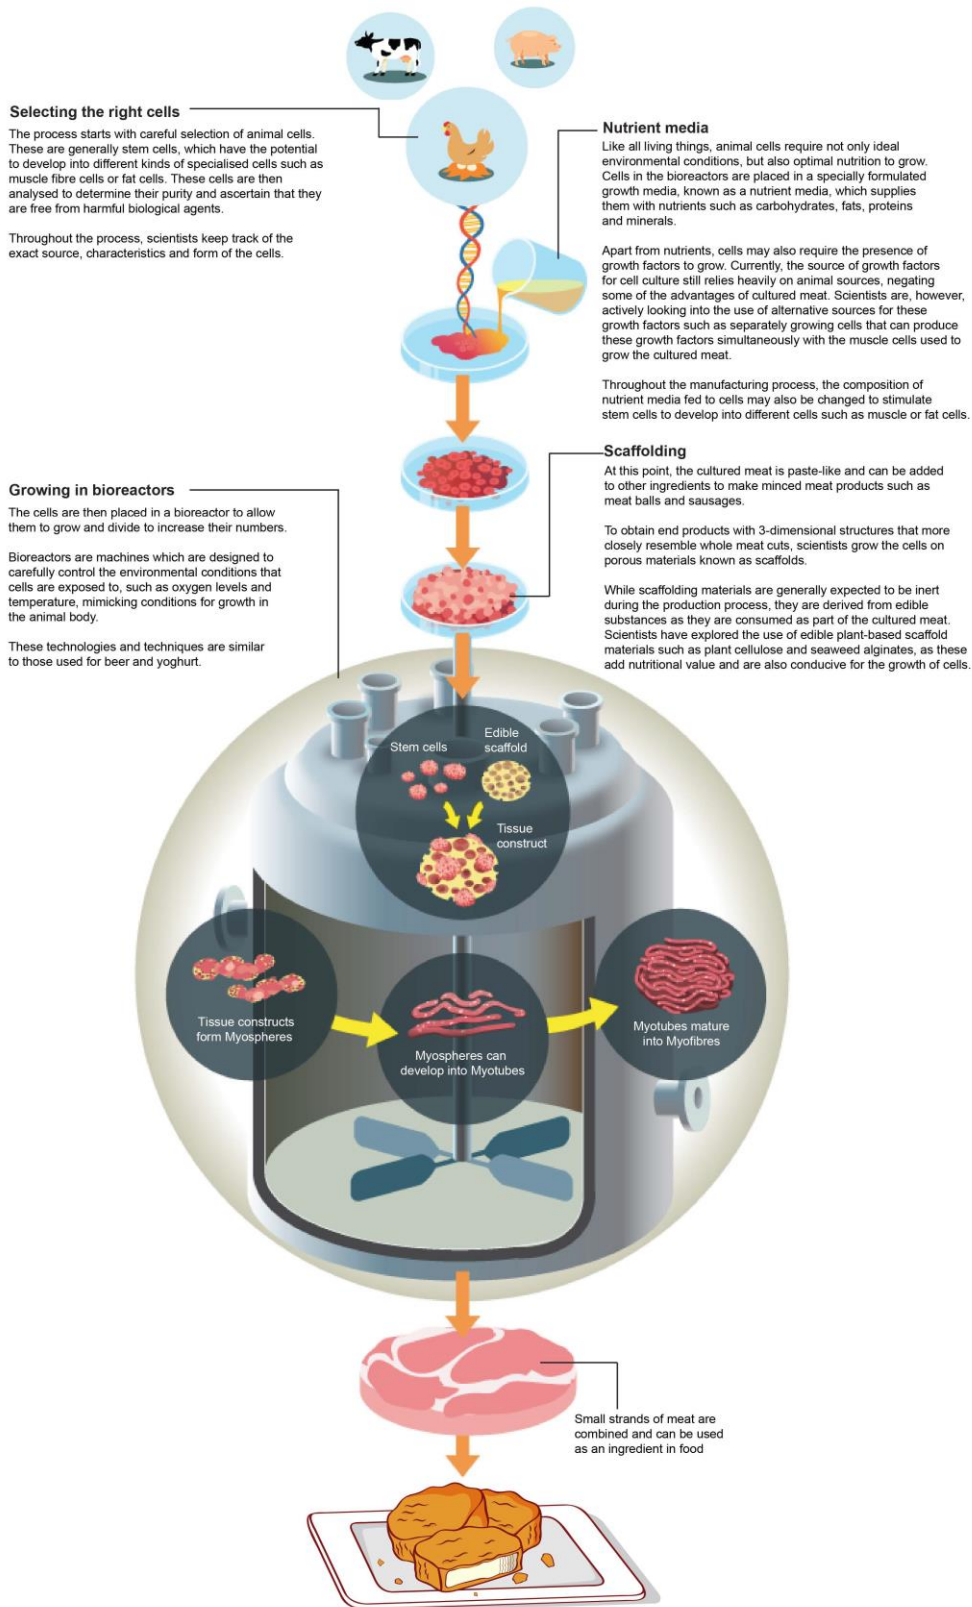 Selecting the right cells
The process starts with careful selection of animal cells.
These are generally stem cells, which have the potential
to develop into different kinds of specialised cells such as
muscle fibre cells or fat cells. These cells are then
analysed to determine their purity and ascertain that they
are free from harmful biological agents.
Throughout the process, scientists keep track of the
exact source, characteristics and form of the cells.
Nutrient media
Like all living things, animal cells require not only ideal
environmental conditions, but also optimal nutrition to grow.
Cells in the bioreactors are placed in a specially formulated
growth media, known as a nutrient media, which supplies
them with nutrients such as carbohydrates, fats, proteins
and minerals.
Apart from nutrients, cells may also require the presence of
growth factors to grow. Currently, the source of growth factors
for cell culture still relies heavily on animal sources, negating
some of the advantages of cultured meat. Scientists are, however,
actively looking into the use of alternative sources for these
growth factors such as separately growing cells that can produce
these growth factors simultaneously with the muscle cells used to
grow the cultured meat.
Throughout the manufacturing process, the composition of
nutrient media fed to cells may also be changed to stimulate
stem cells to develop into different cells such as muscle or fat cells.
Scaffolding
At this point, the cultured meat is paste-like and can be added
to other ingredients to make minced meat products such as
meat balls and sausages.
To obtain end products with 3-dimensional structures that more
closely resemble whole meat cuts, scientists grow the cells on
porous materials known as scaffolds.
While scaffolding materials are generally expected to be inert
during the production process, they are derived from edible
substances as they are consumed as part of the cultured meat.
Scientists have explored the use of edible plant-based scaffold
materials such as plant cellulose and seaweed alginates, as these
add nutritional value and are also conducive for the growth of cells.
Growing in bioreactors
The cells are then placed in a bioreactor to allow
them to grow and divide to increase their numbers.
Bioreactors are machines which are designed to
carefully control the environmental conditions that
cells are exposed to, such as oxygen levels and
temperature, mimicking conditions for growth in
the animal body.
These technologies and techniques are similar
to those used for beer and yoghurt.
Stem cells
Edible
scaffold
Tissue
construct
Tissue constructs
form Myospheres
Myospheres can
develop into Myotubes
Myotubes mature
into Myofibres
Small strands of meat are
combined and can be used
as an ingredient in food